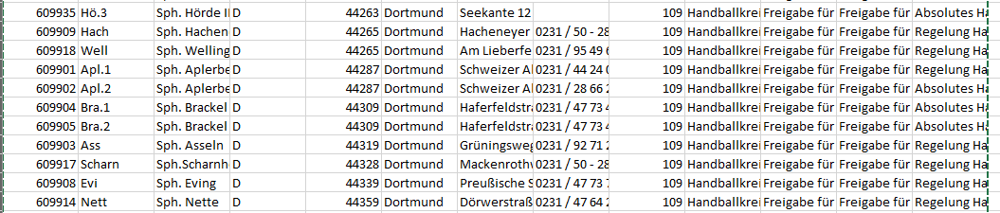 609935 Hö.3 Sph. Hörde II D 44263 Dortmund Seekante 12 109 Handballkrei Freigabe für Freigabe für Absolutes Ha
609909 Hach Sph. Hachen D 44265 Dortmund Hacheneyer 0231 / 50 - 28 109 Handballkrei Freigabe für Freigabe für Regelung Ha
609918 Well Sph. Welling D 44265 Dortmund Am Lieberfe 0231 / 95 49 6 109 Handballkrei Freigabe für Freigabe für Regelung Ha
609901 Apl.1 Sph. Aplerbe D 44287 Dortmund Schweizer Al 0231 / 44 24 0 109 Handballkrei Freigabe für Freigabe für Absolutes Ha
609902 Apl.2 Sph. Aplerbe D 44287 Dortmund Schweizer Al 0231 / 28 66 2 109 Handballkrei Freigabe für Freigabe für Absolutes Ha
609904 Bra.1 Sph. Brackel D 44309 Dortmund Haferfeldstra 0231 / 47 73 4 109 Handballkrei Freigabe für Freigabe für Absolutes Ha
609905 Bra.2 Sph. Brackel D 44309 Dortmund Haferfeldstra 0231 / 47 73 4 109 Handballkrei Freigabe für Freigabe für Absolutes Ha
609903 Ass Sph. Asseln D 44319 Dortmund Grüningsweg 0231 / 92 71 2 109 Handballkrei Freigabe für Freigabe für Regelung Ha
609917 Scharn Sph.Scharnh D 44328 Dortmund Mackenrothw 0231 / 50 - 28 109 Handballkrei Freigabe für Freigabe für Regelung Ha
609908 Evi Sph. Eving D 44339 Dortmund Preußische S 0231 / 47 73 7 109 Handballkrei Freigabe für Freigabe für Regelung Ha
609914 Nett Sph. Nette D 44359 Dortmund Dörwerstraß 0231 / 47 64 2 109 Handballkrei Freigabe für Freigabe für Regelung Ha